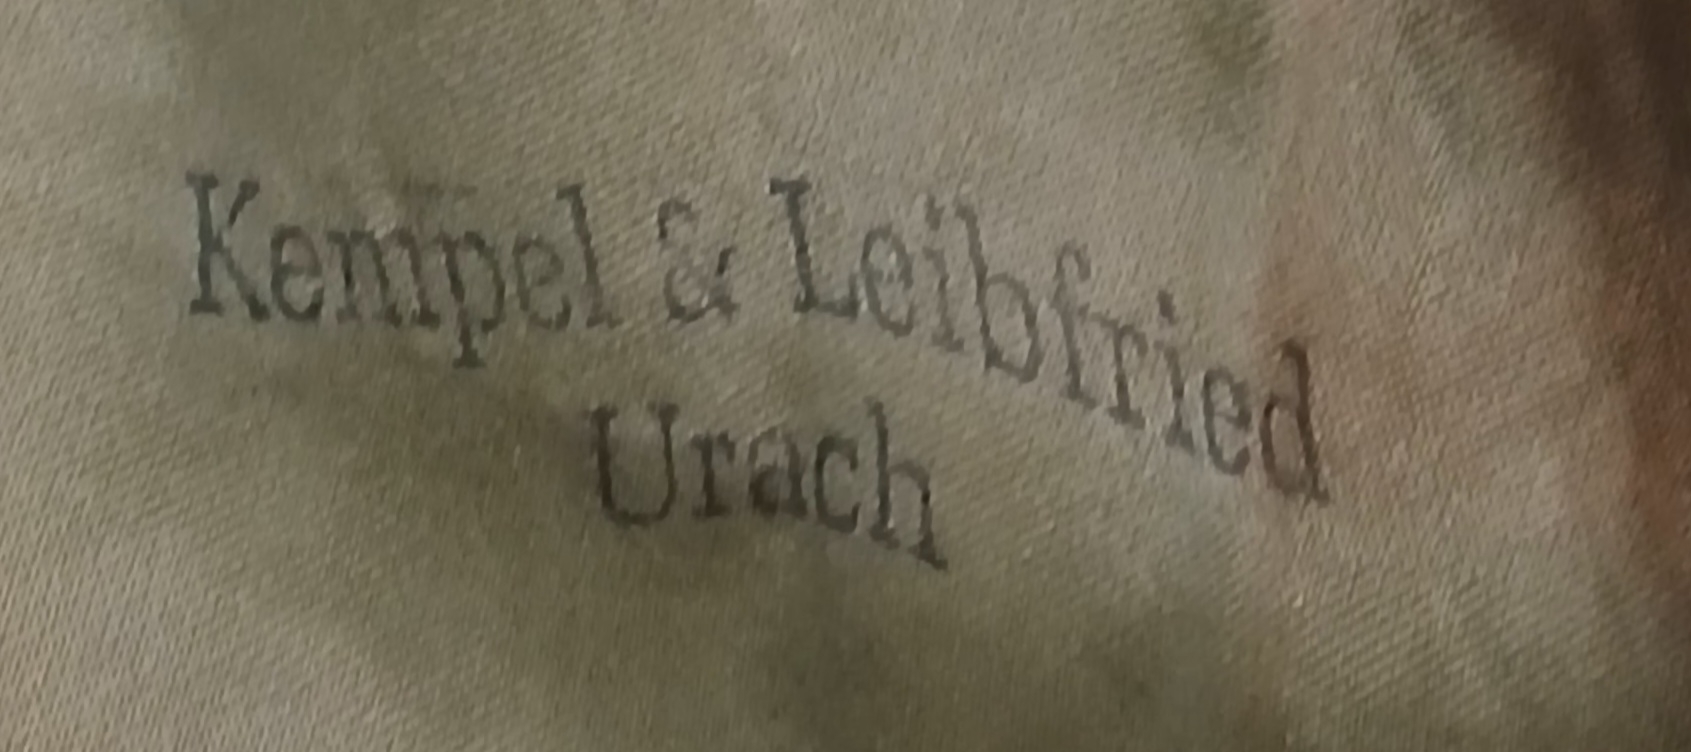 Kempel & Leibfried
Urach